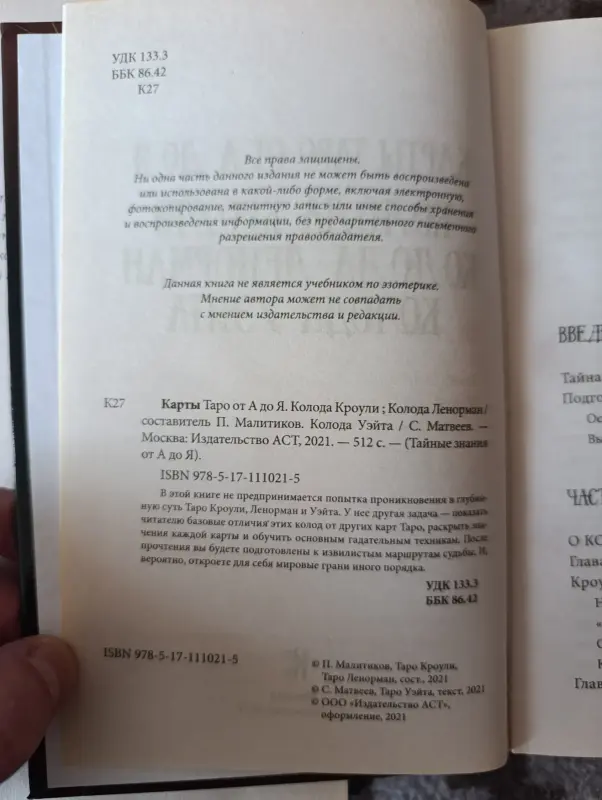 УДК 133.3
ББК 86.42
К27
Все права защищены.
Ни одна часть данного издания не может быть воспроизведена
или использована в какой-либо форме, включая электронную,
фотокопирование, магнитную запись или иные способы хранения
и воспроизведения информации, без предварительного письменного
разрешения правообладателя.
Данная книга не является учебником по эзотерике.
Мнение автора может не совпадать
с мнением издательства и редакции.
К27
Карты Таро от А до Я. Колода Кроули ; Колода Ленорман /
составитель П. Малитиков. Колода Уэйта / С. Матвеев. —
Москва: Издательство АСТ, 2021. — 512 с. — (Тайные знания
от А до Я).
ISBN 978-5-17-111021-5
В этой книге не предпринимается попытка проникновения в глубин-
ную суть Таро Кроули, Ленорман и Уэйта. У нее другая задача — показать
читателю базовые отличия этих колод от других карт Таро, раскрыть зна-
чения каждой карты и обучить основным гадательным техникам. После
прочтения вы будете подготовлены к извилистым маршрутам судьбы. И,
вероятно, откроете для себя мировые грани иного порядка.
УДК 133.3
ББК 86.42
ISBN 978-5-17-111021-5
© П. Малитиков, Таро Кроули,
Таро Ленорман, сост., 2021
© С. Матвеев, Таро Уэйта, текст, 2021
© ООО «Издательство АСТ»,
оформление, 2021
ВВЕД
Тайна
Подго
Ос
Вы
ЧАСТ
О КО
Глава
Кроу
Глав